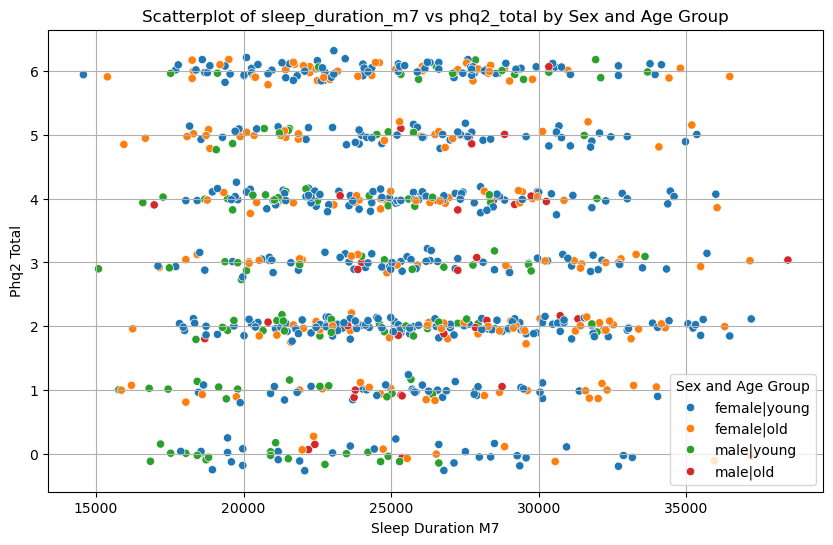 Scatterplot of sleep_duration_m7 vs phq2_total by Sex and Age Group
Phq2 Total
6
5
4
3
2
1
0
15000 20000 25000 30000 35000
Sleep Duration M7
Sex and Age Group
female|young
female|old
male|young
male|old